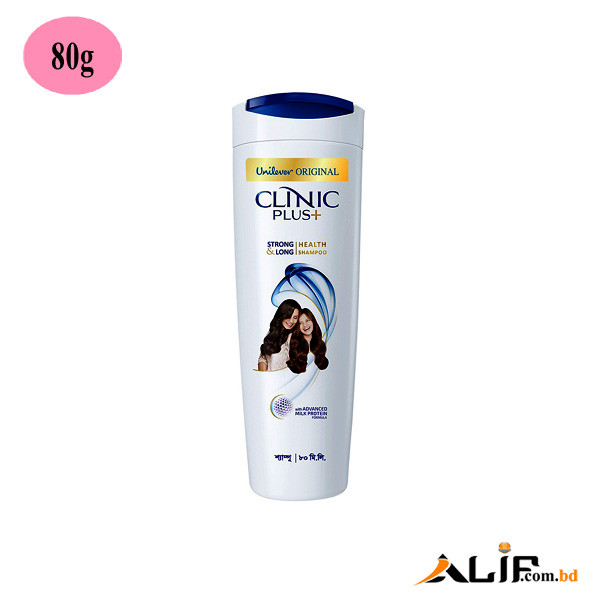 80g
Unilever ORIGINAL
CLINIC
PLUS+
STRONG & LONG
HEALTH SHAMPOO
with ADVANCED
MILK PROTEIN
FORMULA
শ্যাম্পু | ৮০ মি.লি.
ALIF.com.bd